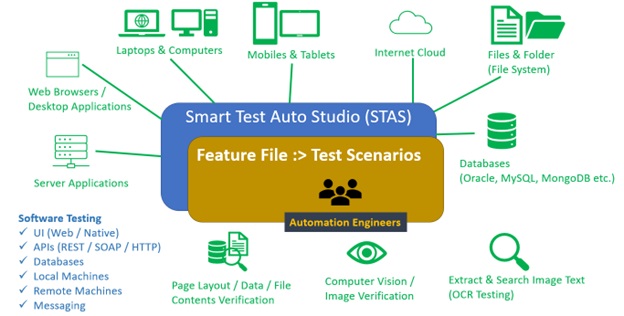 Laptops & Computers
Mobiles & Tablets
Internet Cloud
Files & Folder
(File System)
Web Browsers /
Desktop Applications
Smart Test Auto Studio (STAS)
Feature File :> Test Scenarios
Databases
(Oracle, MySQL, MongoDB etc.)
Server Applications
Automation Engineers
Software Testing
✓ UI (Web / Native)
✓ APIs (REST / SOAP / HTTP)
✓ Databases
✓ Local Machines
✓ Remote Machines
✓ Messaging
Page Layout / Data / File
Contents Verification
Computer Vision /
Image Verification
Extract & Search Image Text
(OCR Testing)